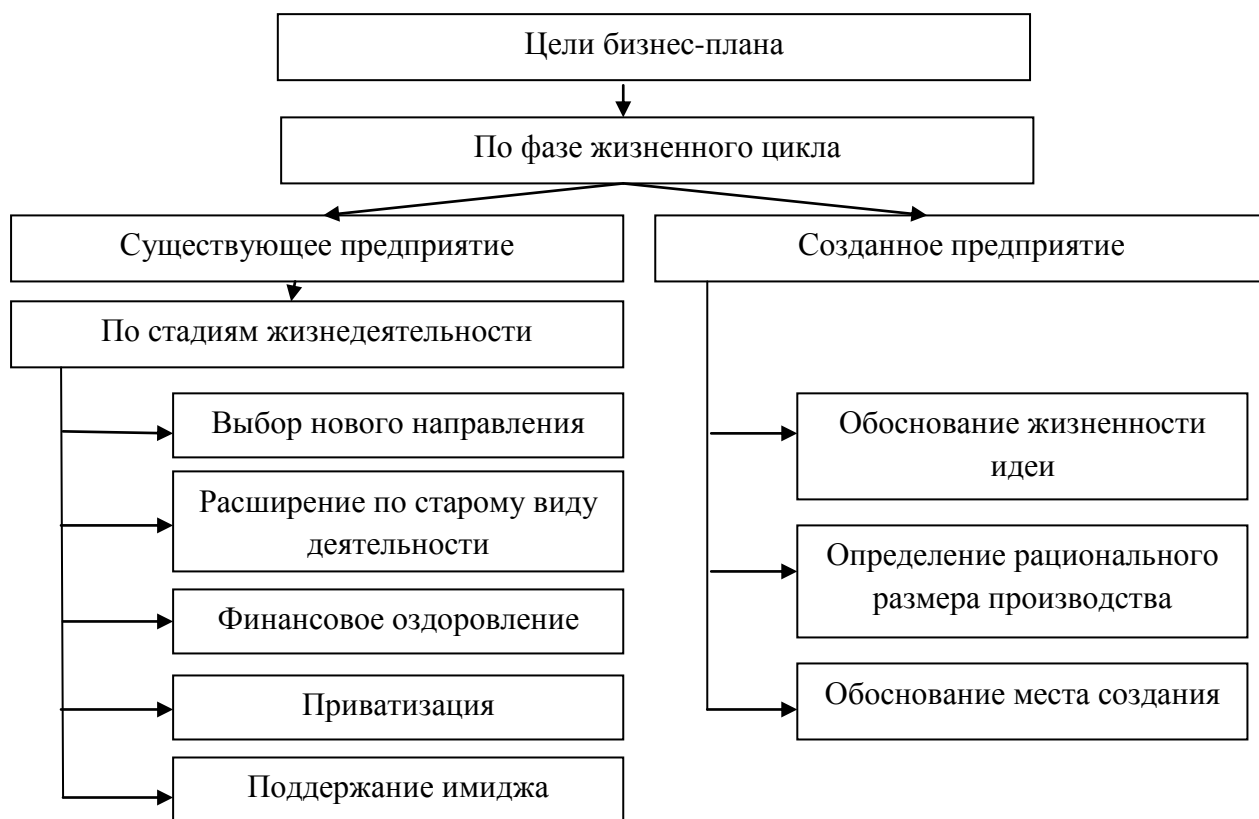 Цели бизнес-плана
По фазе жизненного цикла
Существующее предприятие
Созданное предприятие
По стадиям жизнедеятельности
Выбор нового направления
Расширение по старому виду
деятельности
Финансовое оздоровление
Приватизация
Поддержание имиджа
Обоснование жизненности
идеи
Определение рационального
размера производства
Обоснование места создания